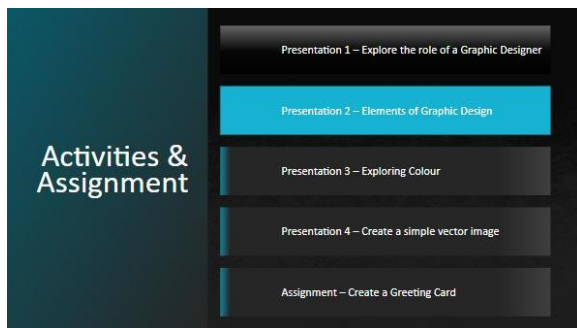 Activities &
Assignment
Presentation 1 – Explore the role of a Graphic Designer
Presentation 2 – Elements of Graphic Design
Presentation 3 – Exploring Colour
Presentation 4 – Create a simple vector image
Assignment – Create a Greeting Card